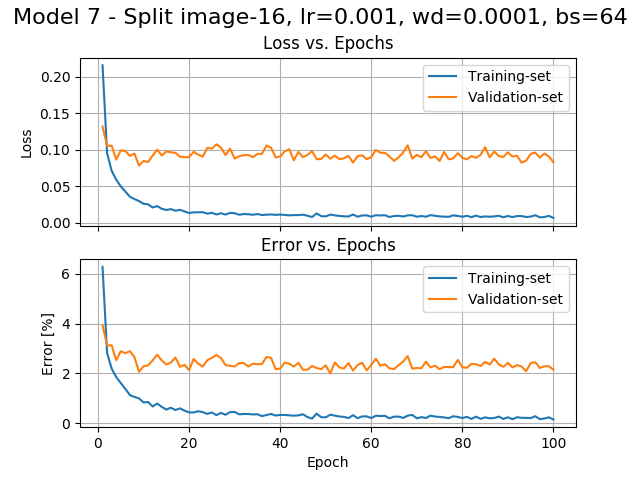 Model 7 - Split image-16, lr=0.001, wd=0.0001, bs=64
Loss vs. Epochs
0.20
0.15
0.10
0.05
0.00
Loss
Training-set
Validation-set
Error vs. Epochs
6
4
2
0
Error [%]
Training-set
Validation-set
0 20 40 60 80 100
Epoch